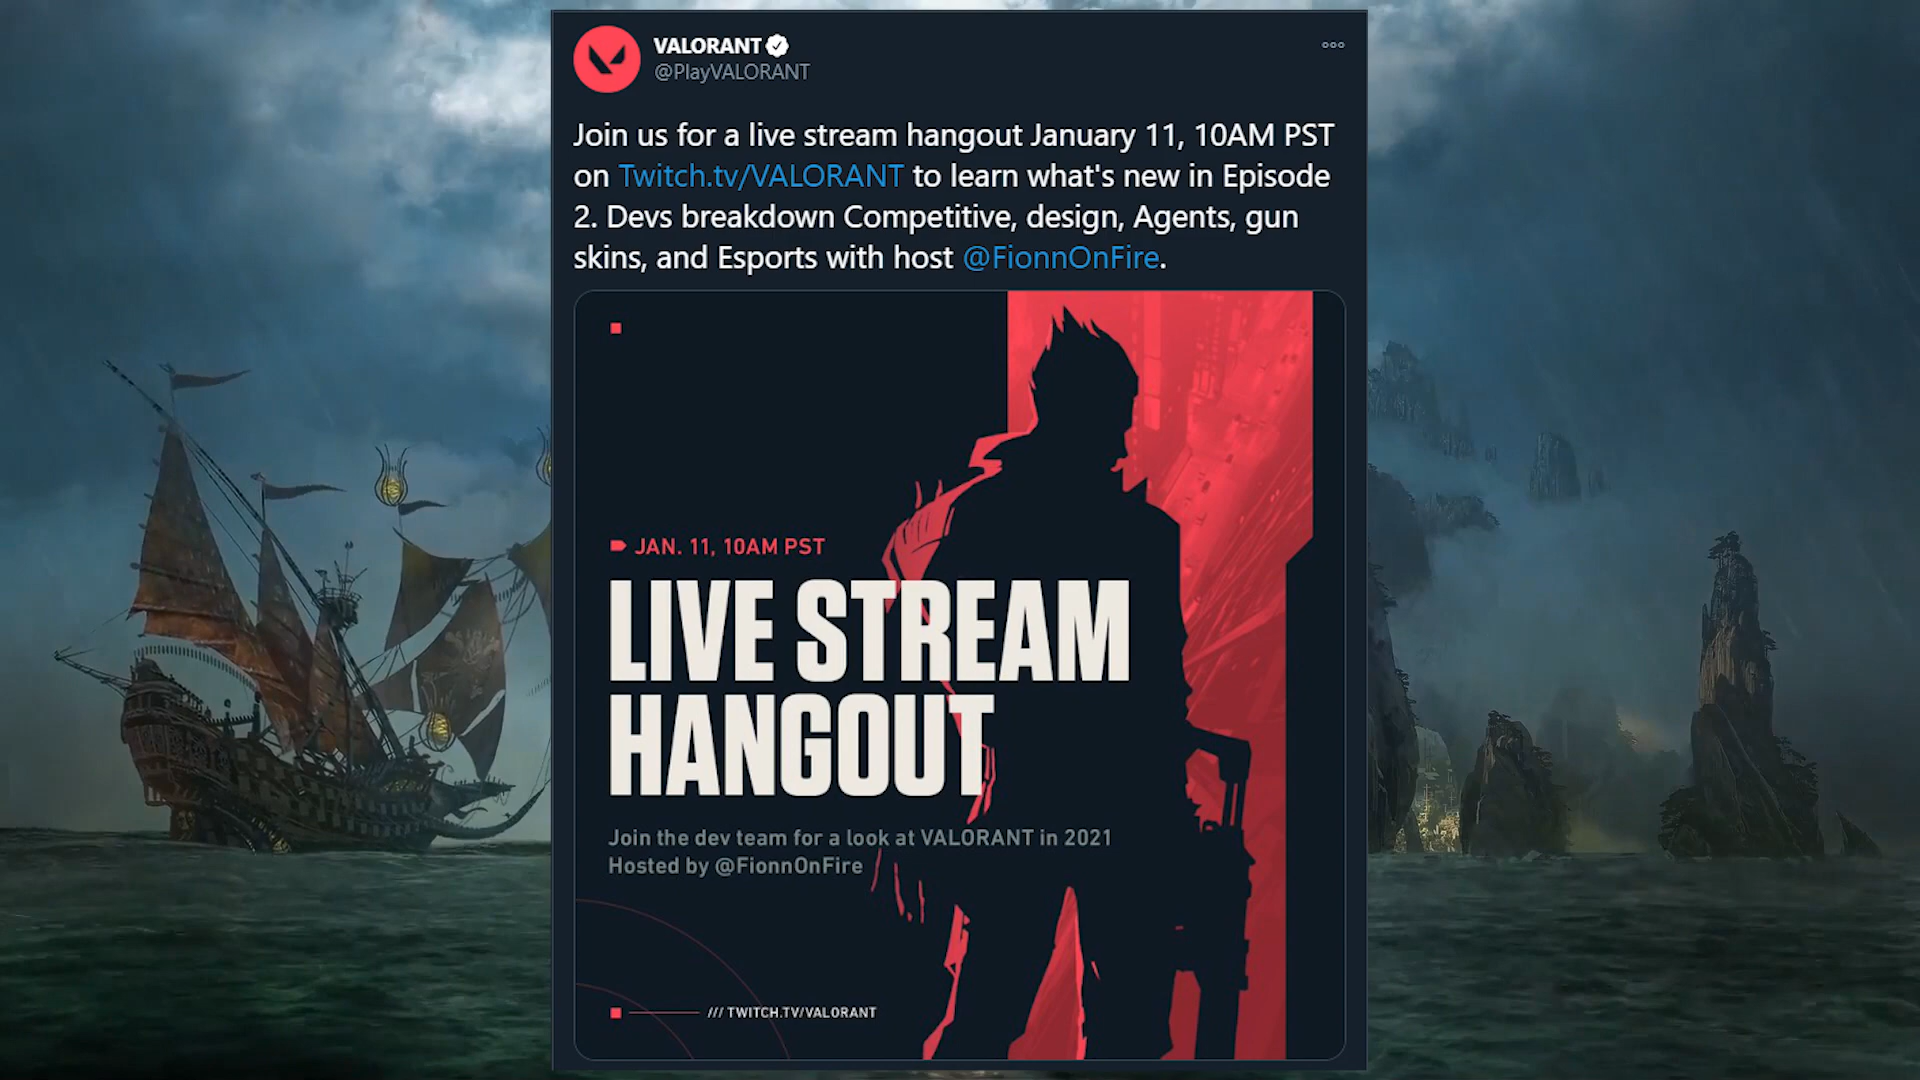 VALORANT
@PlayVALORANT
Join us for a live stream hangout January 11, 10AM PST
on Twitch.tv/VALORANT to learn what's new in Episode
2. Devs breakdown Competitive, design, Agents, gun
skins, and Esports with host @FionnOnFire.
JAN. 11, 10AM PST
LIVE STREAM
HANGOUT
Join the dev team for a look at VALORANT in 2021
Hosted by @FionnOnFire
/// TWITCH.TV/VALORANT